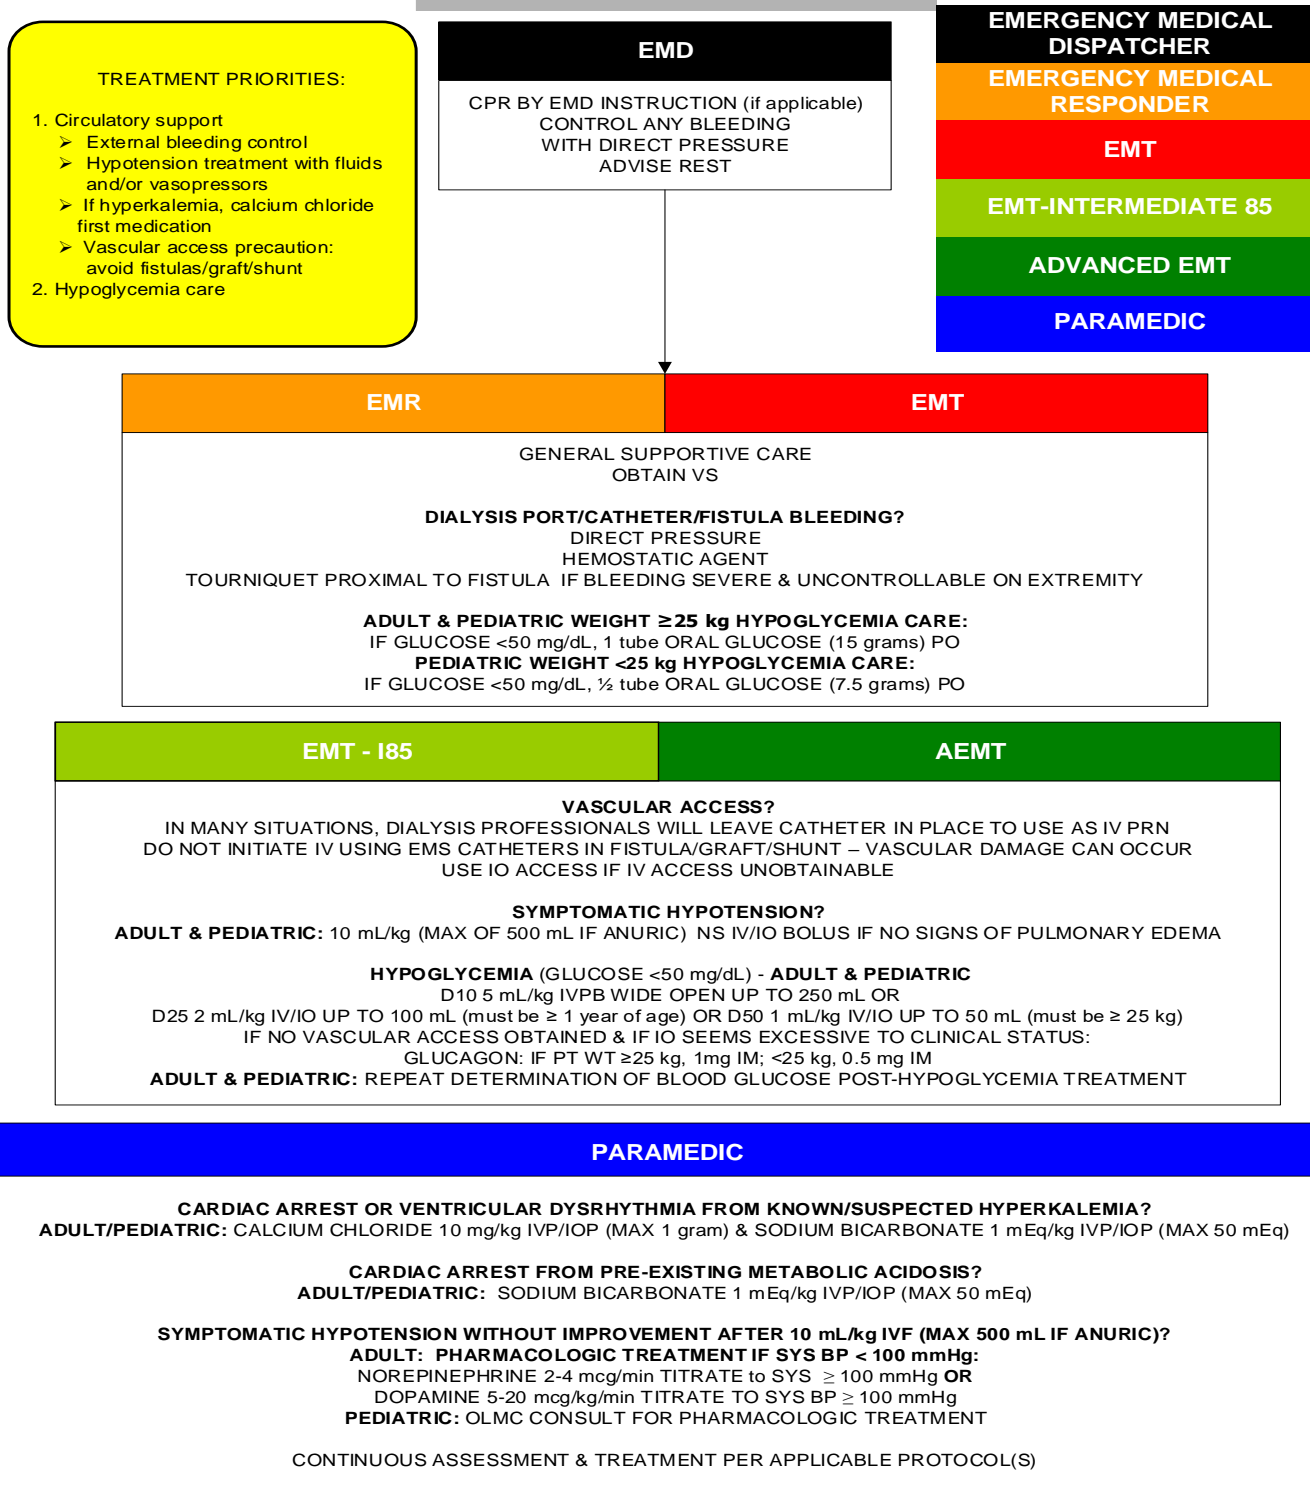 TREATMENT PRIORITIES:
1. Circulatory support
➢ External bleeding control
➢ Hypotension treatment with fluids
and/or vasopressors
➢ If hyperkalemia, calcium chloride
first medication
➢ Vascular access precaution:
avoid fistulas/graft/shunt
2. Hypoglycemia care
EMD
CPR BY EMD INSTRUCTION (if applicable)
CONTROL ANY BLEEDING
WITH DIRECT PRESSURE
ADVISE REST
EMERGENCY MEDICAL
DISPATCHER
EMERGENCY MEDICAL
RESPONDER
EMT
EMT-INTERMEDIATE 85
ADVANCED EMT
PARAMEDIC
EMR
EMT
GENERAL SUPPORTIVE CARE
OBTAIN VS
DIALYSIS PORT/CATHETER/FISTULA BLEEDING?
DIRECT PRESSURE
HEMOSTATIC AGENT
TOURNIQUET PROXIMAL TO FISTULA IF BLEEDING SEVERE & UNCONTROLLABLE ON EXTREMITY
ADULT & PEDIATRIC WEIGHT ≥25 kg HYPOGLYCEMIA CARE:
IF GLUCOSE <50 mg/dL, 1 tube ORAL GLUCOSE (15 grams) PO
PEDIATRIC WEIGHT <25 kg HYPOGLYCEMIA CARE:
IF GLUCOSE <50 mg/dL, ½ tube ORAL GLUCOSE (7.5 grams) PO
EMT - I85
AEMT
VASCULAR ACCESS?
IN MANY SITUATIONS, DIALYSIS PROFESSIONALS WILL LEAVE CATHETER IN PLACE TO USE AS IV PRN
DO NOT INITIATE IV USING EMS CATHETERS IN FISTULA/GRAFT/SHUNT – VASCULAR DAMAGE CAN OCCUR
USE IO ACCESS IF IV ACCESS UNOBTAINABLE
SYMPTOMATIC HYPOTENSION?
ADULT & PEDIATRIC: 10 mL/kg (MAX OF 500 mL IF ANURIC) NS IV/IO BOLUS IF NO SIGNS OF PULMONARY EDEMA
HYPOGLYCEMIA (GLUCOSE <50 mg/dL) - ADULT & PEDIATRIC
D10 5 mL/kg IVPB WIDE OPEN UP TO 250 mL OR
D25 2 mL/kg IV/IO UP TO 100 mL (must be ≥ 1 year of age) OR D50 1 mL/kg IV/IO UP TO 50 mL (must be ≥ 25 kg)
IF NO VASCULAR ACCESS OBTAINED & IF IO SEEMS EXCESSIVE TO CLINICAL STATUS:
GLUCAGON: IF PT WT ≥25 kg, 1mg IM; <25 kg, 0.5 mg IM
ADULT & PEDIATRIC: REPEAT DETERMINATION OF BLOOD GLUCOSE POST-HYPOGLYCEMIA TREATMENT
PARAMEDIC
CARDIAC ARREST OR VENTRICULAR DYSRHYTHMIA FROM KNOWN/SUSPECTED HYPERKALEMIA?
ADULT/PEDIATRIC: CALCIUM CHLORIDE 10 mg/kg IVP/IOP (MAX 1 gram) & SODIUM BICARBONATE 1 mEq/kg IVP/IOP (MAX 50 mEq)
CARDIAC ARREST FROM PRE-EXISTING METABOLIC ACIDOSIS?
ADULT/PEDIATRIC: SODIUM BICARBONATE 1 mEq/kg IVP/IOP (MAX 50 mEq)
SYMPTOMATIC HYPOTENSION WITHOUT IMPROVEMENT AFTER 10 mL/kg IVF (MAX 500 mL IF ANURIC)?
ADULT: PHARMACOLOGIC TREATMENT IF SYS BP < 100 mmHg:
NOREPINEPHRINE 2-4 mcg/min TITRATE to SYS ≥ 100 mmHg OR
DOPAMINE 5-20 mcg/kg/min TITRATE TO SYS BP ≥ 100 mmHg
PEDIATRIC: OLMC CONSULT FOR PHARMACOLOGIC TREATMENT
CONTINUOUS ASSESSMENT & TREATMENT PER APPLICABLE PROTOCOL(S)